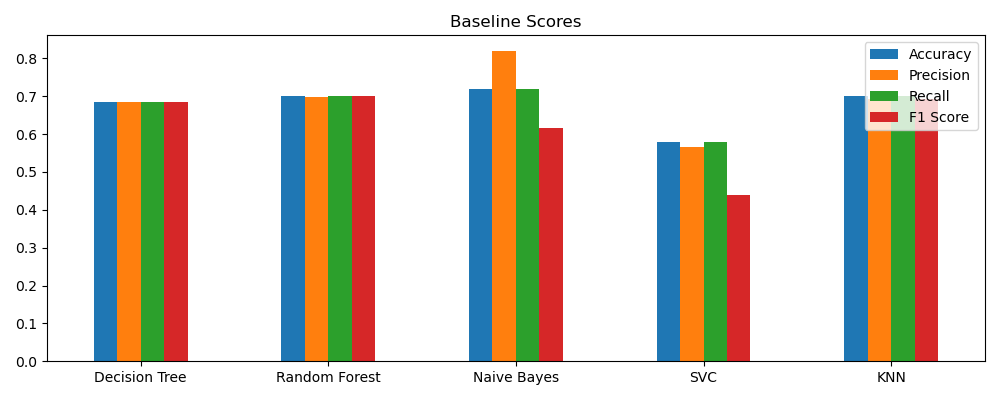 Baseline Scores
0.8
0.7
0.6
0.5
0.4
0.3
0.2
0.1
0.0
Accuracy
Precision
Recall
F1 Score
Decision Tree
Random Forest
Naive Bayes
SVC
KNN